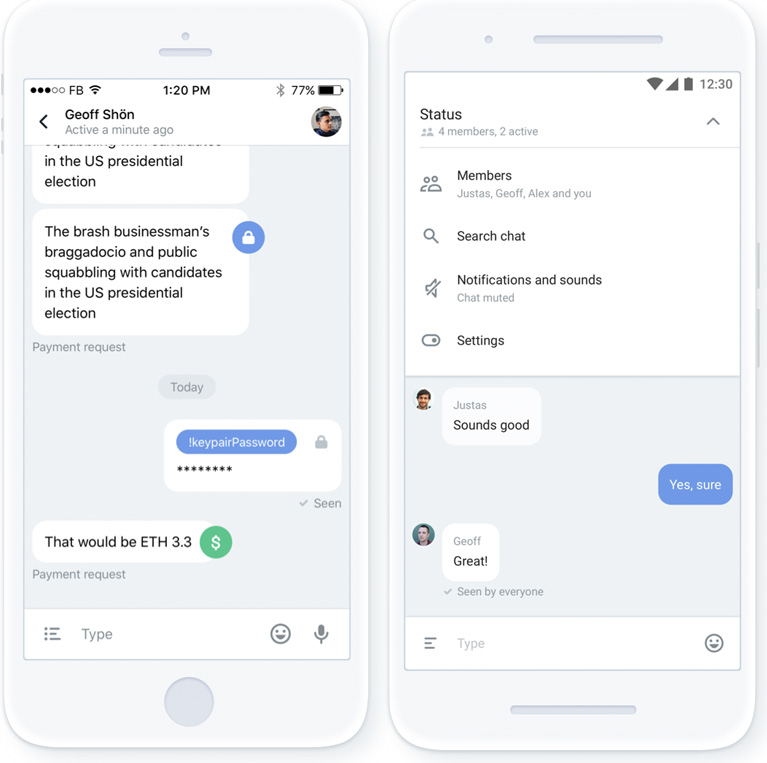 FB
1:20 PM
77%
Geoff Shön
Active a minute ago
squabbling with candidates
in the US presidential
election
The brash businessman's
braggadocio and public
squabbling with candidates
in the US presidential
election
Payment request
Today
!keypairPassword
********
Seen
That would be ETH 3.3
$
Payment request
Type
12:30
Status
4 members, 2 active
Members
Justas, Geoff, Alex and you
Search chat
Notifications and sounds
Chat muted
Settings
Justas
Sounds good
Yes, sure
Geoff
Great!
Seen by everyone
Type